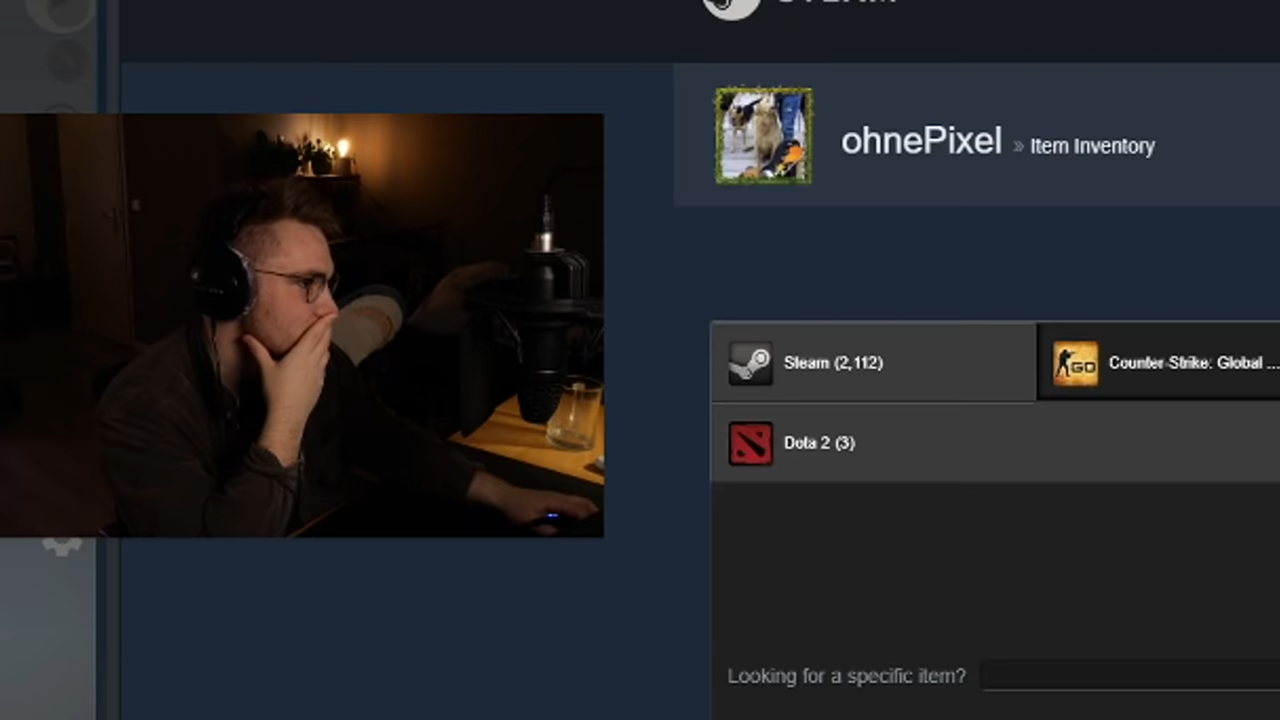 ohnePixel » Item Inventory
Steam (2,112)
Counter-Strike: Global ...
Dota 2 (3)
Looking for a specific item?